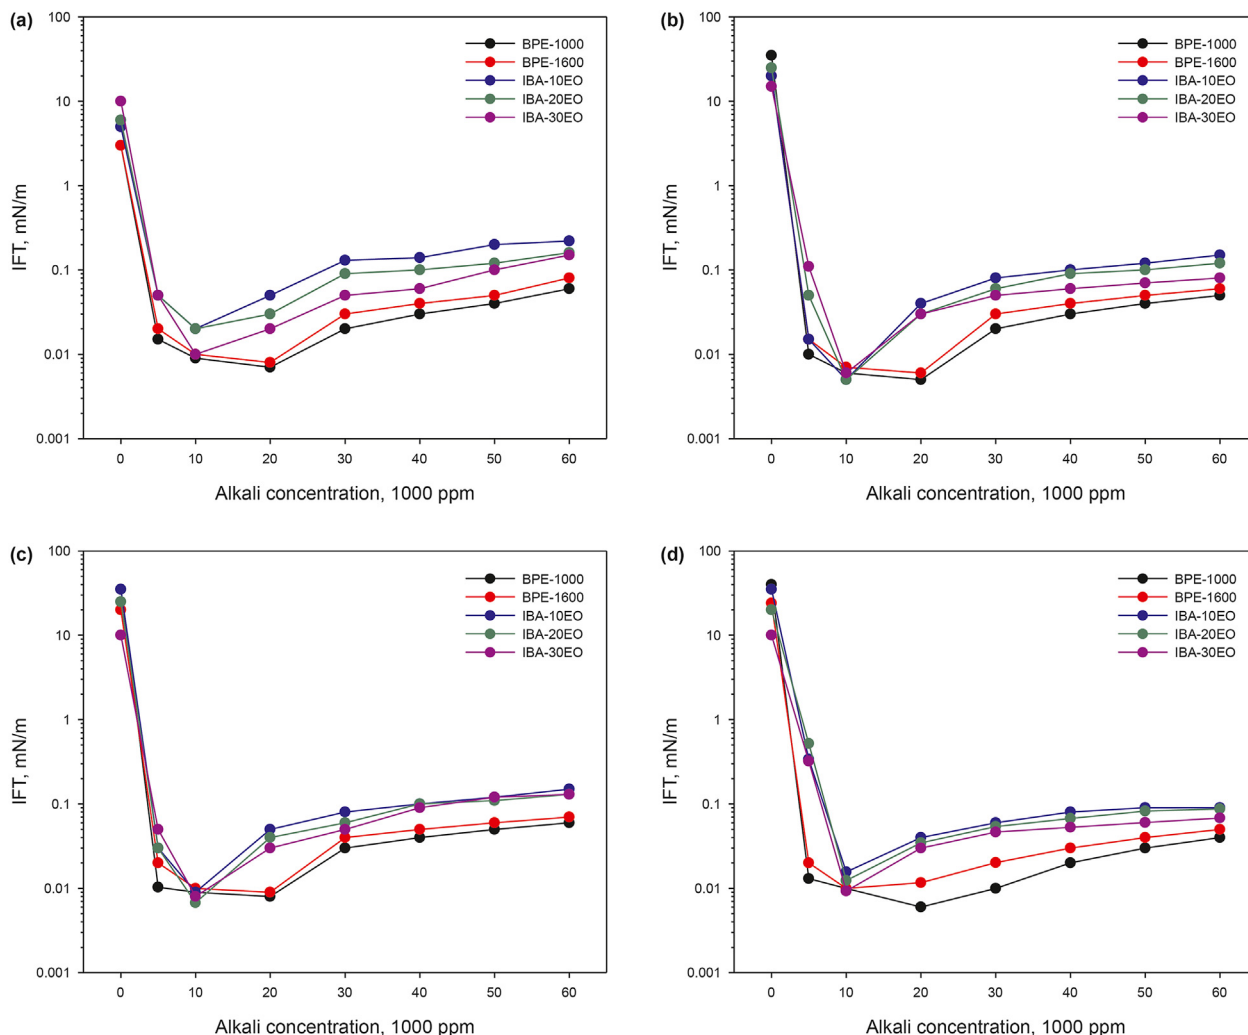 (a)
100
10
1
0.1
0.01
0.001
IFT, mN/m
BPE-1000
BPE-1600
IBA-10EO
IBA-20EO
IBA-30EO
0 10 20 30 40 50 60
Alkali concentration, 1000 ppm
(b)
100
10
1
0.1
0.01
0.001
IFT, mN/m
BPE-1000
BPE-1600
IBA-10EO
IBA-20EO
IBA-30EO
0 10 20 30 40 50 60
Alkali concentration, 1000 ppm
(c)
100
10
1
0.1
0.01
0.001
IFT, mN/m
BPE-1000
BPE-1600
IBA-10EO
IBA-20EO
IBA-30EO
0 10 20 30 40 50 60
Alkali concentration, 1000 ppm
(d)
100
10
1
0.1
0.01
0.001
IFT, mN/m
BPE-1000
BPE-1600
IBA-10EO
IBA-20EO
IBA-30EO
0 10 20 30 40 50 60
Alkali concentration, 1000 ppm